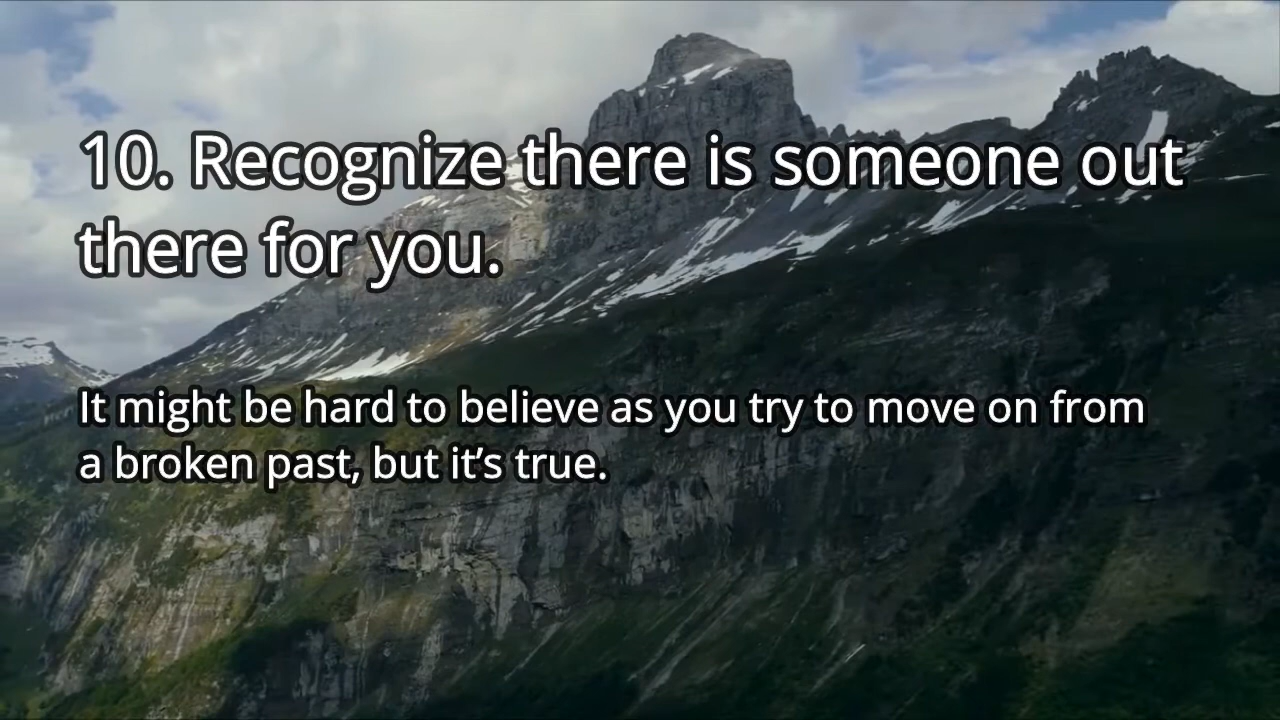 10. Recognize there is someone out
there for you.
It might be hard to believe as you try to move on from
a broken past, but it’s true.